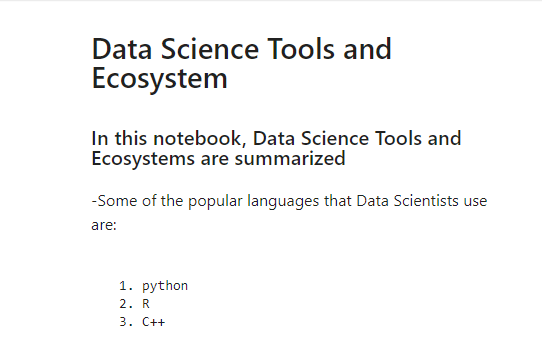 Data Science Tools and
Ecosystem
In this notebook, Data Science Tools and
Ecosystems are summarized
-Some of the popular languages that Data Scientists use
are:
1. python
2. R
3. C++